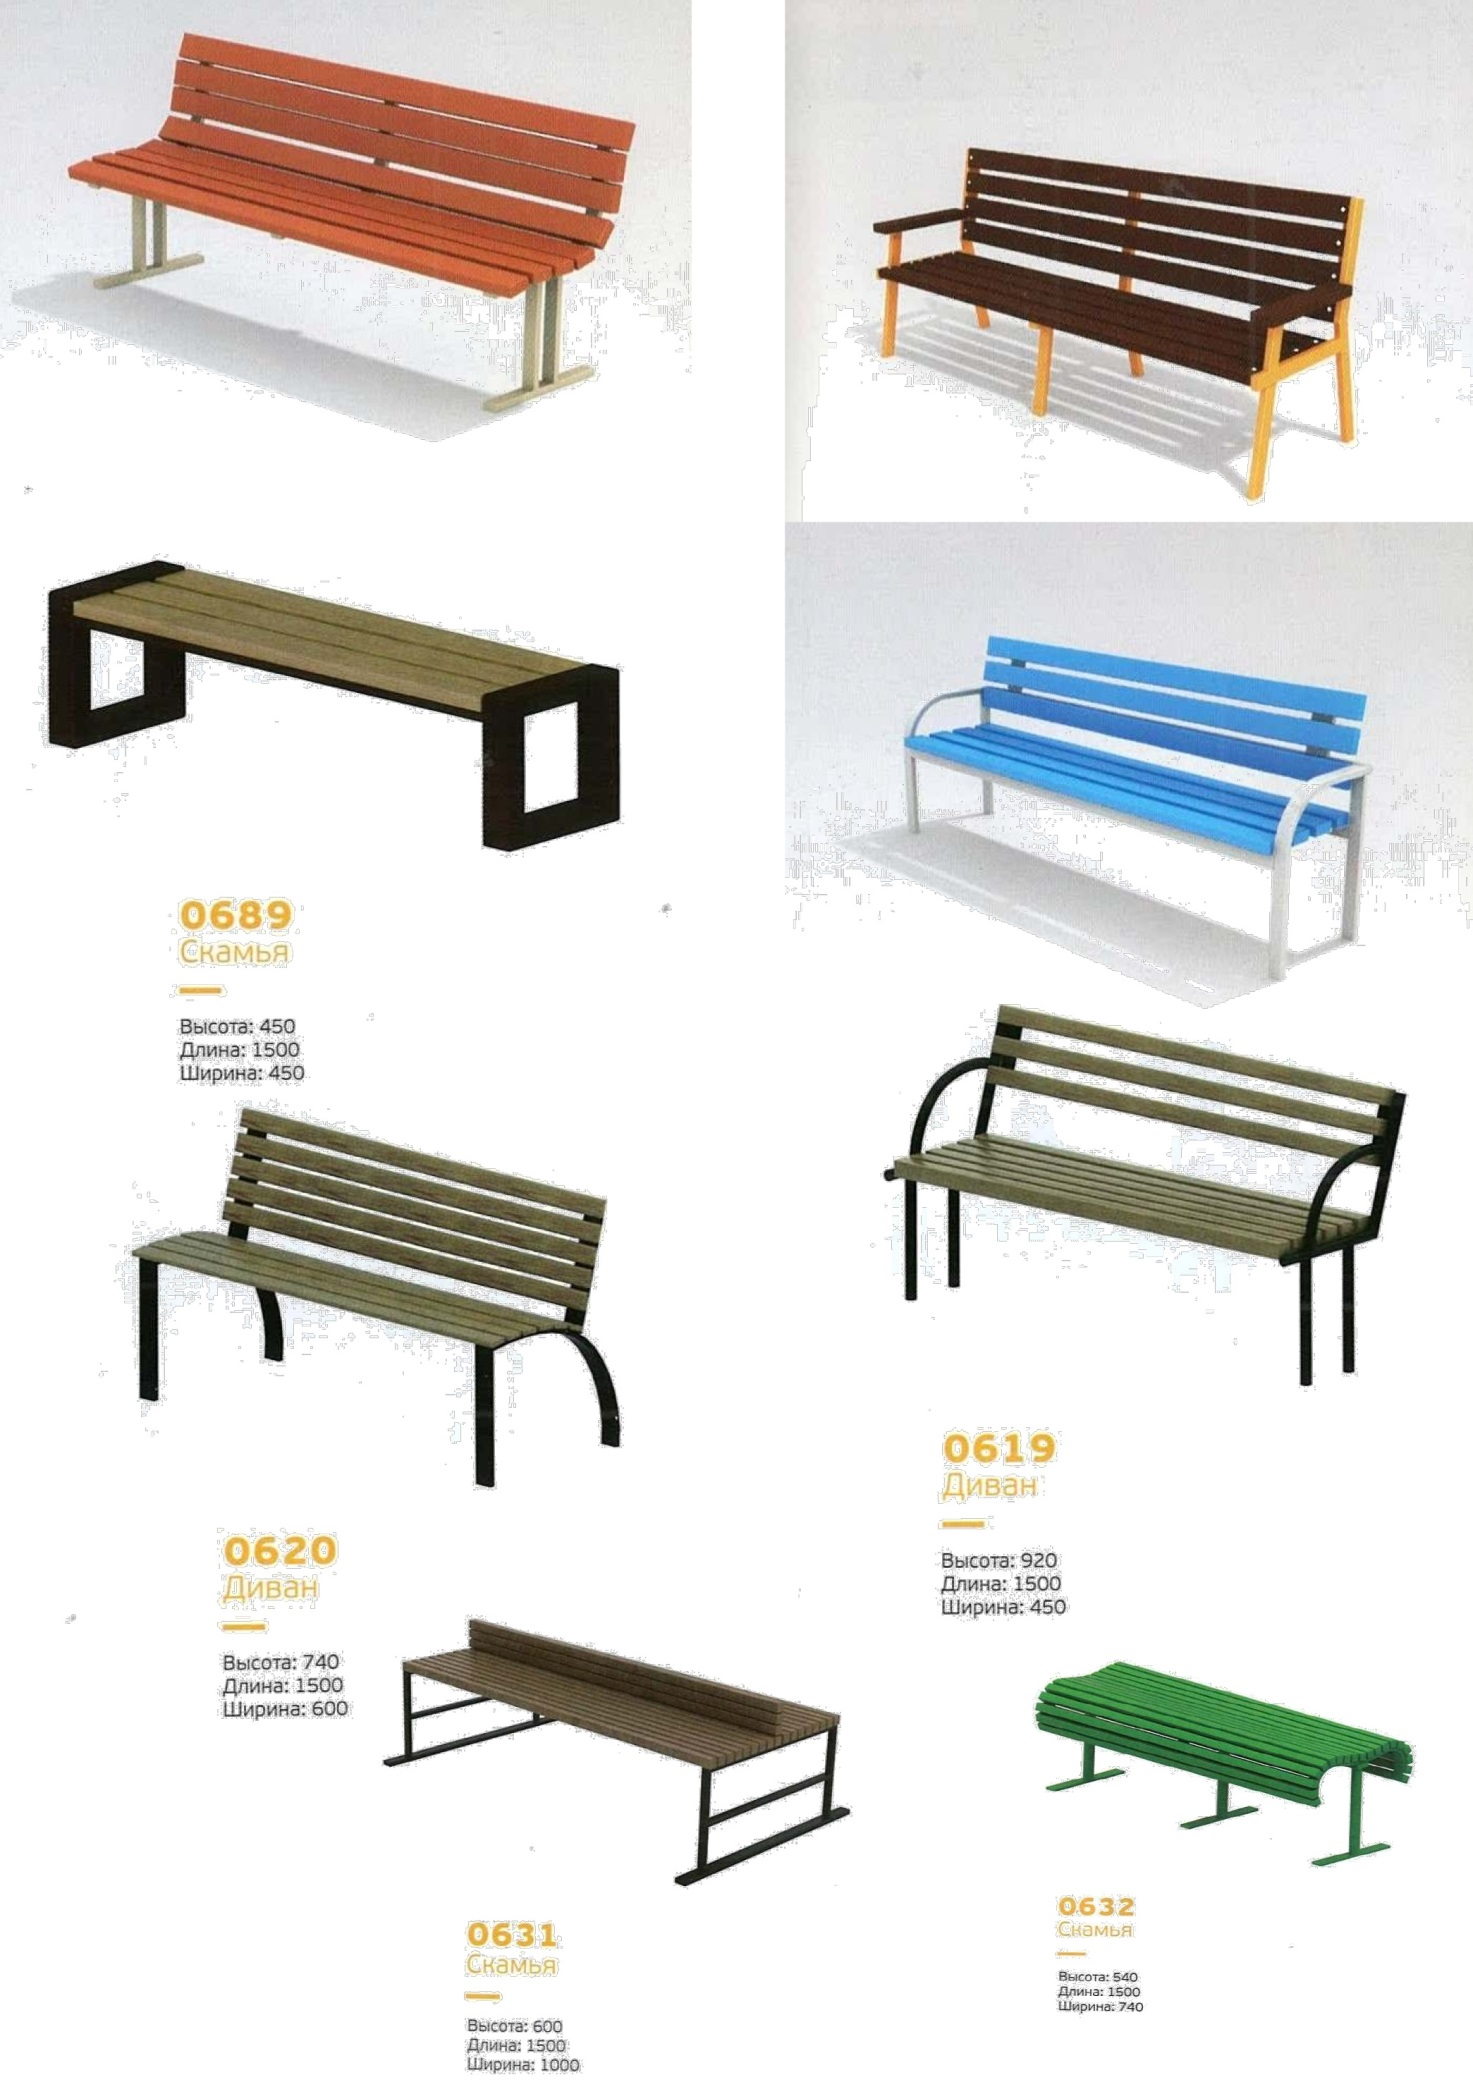 0689
Скамья
Высота: 450
Длина: 1500
Ширина: 450
0619
Диван
Высота: 920
Длина: 1500
Ширина: 450
0620
Диван
Высота: 740
Длина: 1500
Ширина: 600
0631
Скамья
Высота: 600
Длина: 1500
Ширина: 1000
0632
Скамья
Высота: 540
Длина: 1500
Ширина: 740